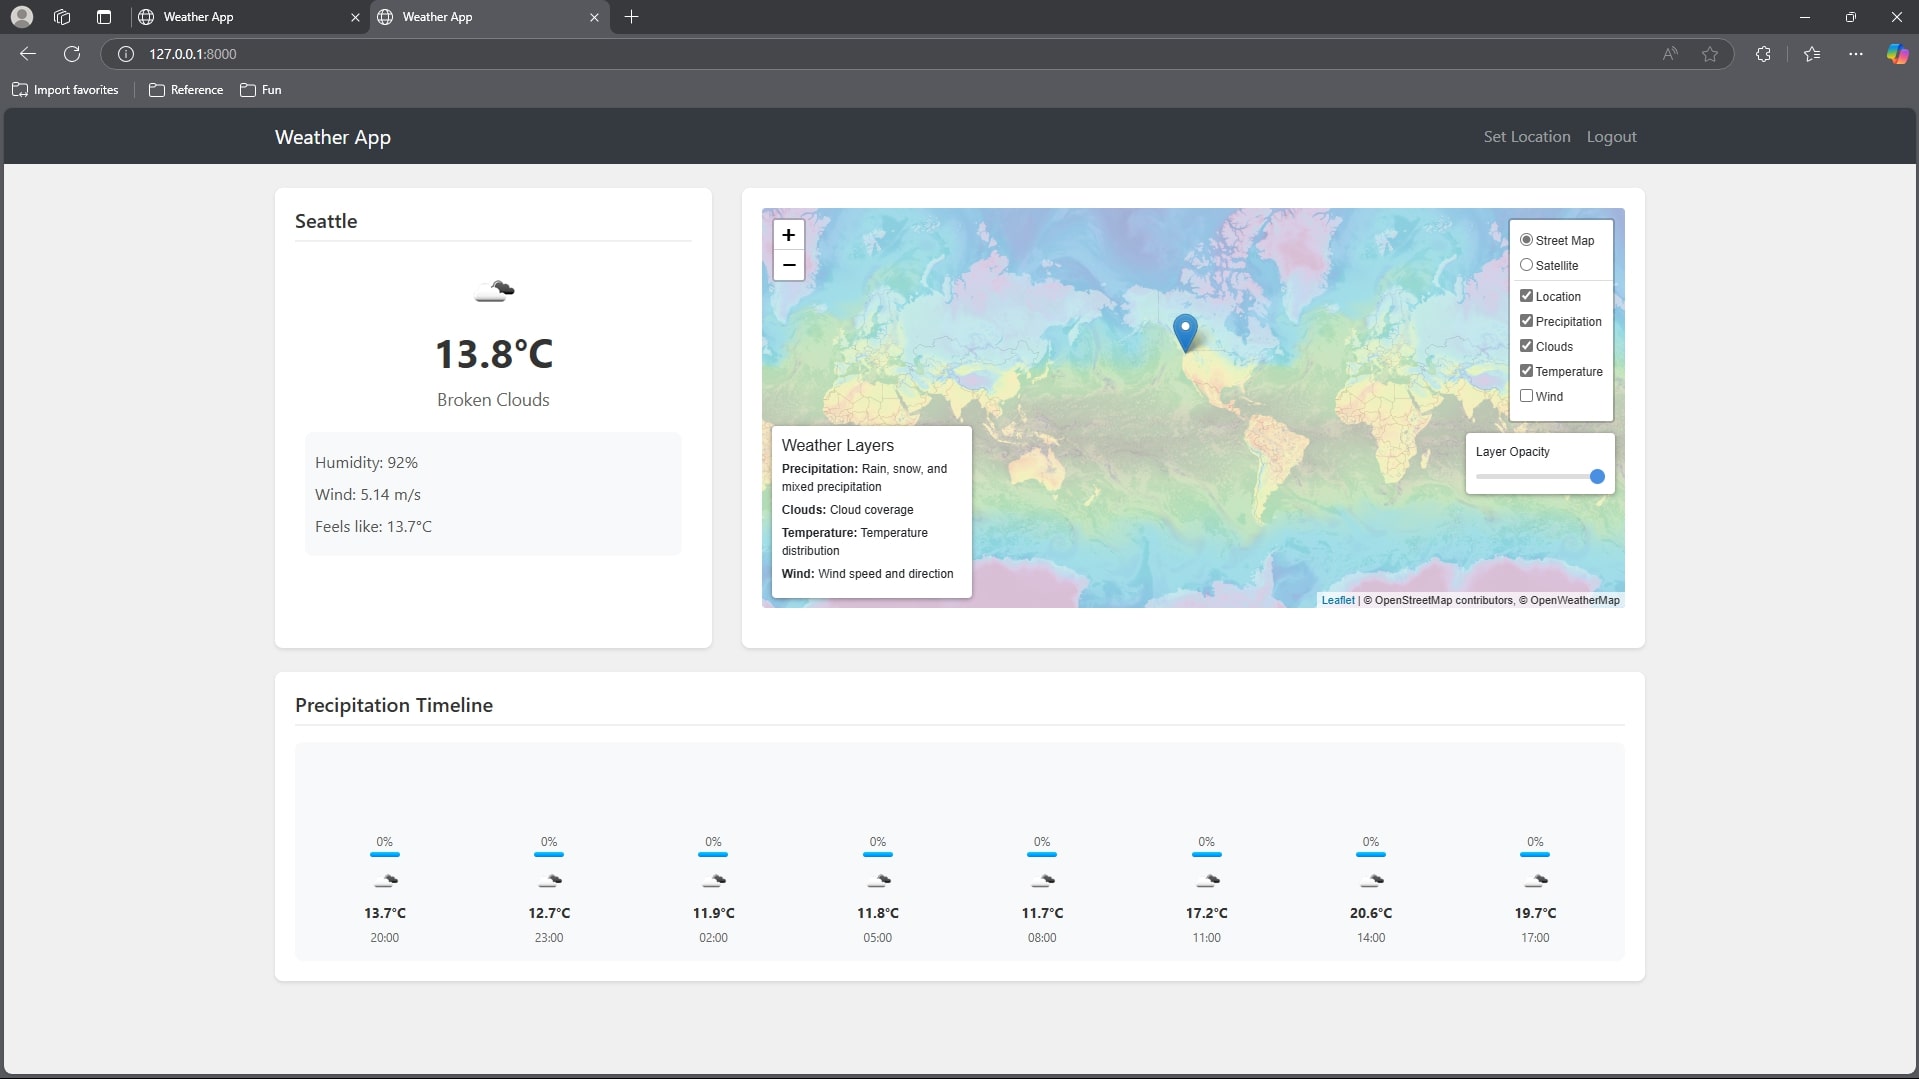 Weather App
Weather App
127.0.0.1:8000
Import favorites
Reference
Fun
Weather App
Set Location
Logout
Seattle
13.8°C
Broken Clouds
Humidity: 92%
Wind: 5.14 m/s
Feels like: 13.7°C
+
−
Street Map
Satellite
Location
Precipitation
Clouds
Temperature
Wind
Layer Opacity
Weather Layers
Precipitation: Rain, snow, and
mixed precipitation
Clouds: Cloud coverage
Temperature: Temperature
distribution
Wind: Wind speed and direction
Leaflet | © OpenStreetMap contributors, © OpenWeatherMap
Precipitation Timeline
0% 0% 0% 0% 0% 0% 0% 0%
13.7°C 12.7°C 11.9°C 11.8°C 11.7°C 17.2°C 20.6°C 19.7°C
20:00 23:00 02:00 05:00 08:00 11:00 14:00 17:00